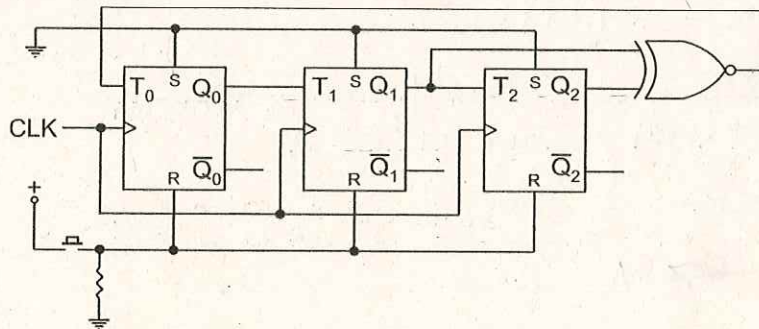 S S S
T₀ Q₀ T₁ Q₁ T₂ Q₂
CLK
Q̅₀ Q̅₁ Q̅₂
R R R
+